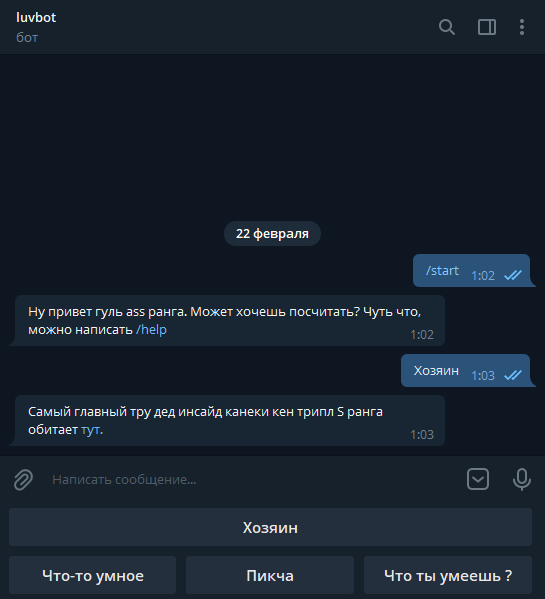 luvbot
бот
22 февраля
/start 1:02
Ну привет гуль ass ранга. Может хочешь посчитать? Чуть что,
можно написать /help
1:02
Хозяин 1:03
Самый главный тру дед инсайд канеки кен трипл S ранга
обитает тут.
1:03
Написать сообщение...
Хозяин
Что-то умное
Пикча
Что ты умеешь ?